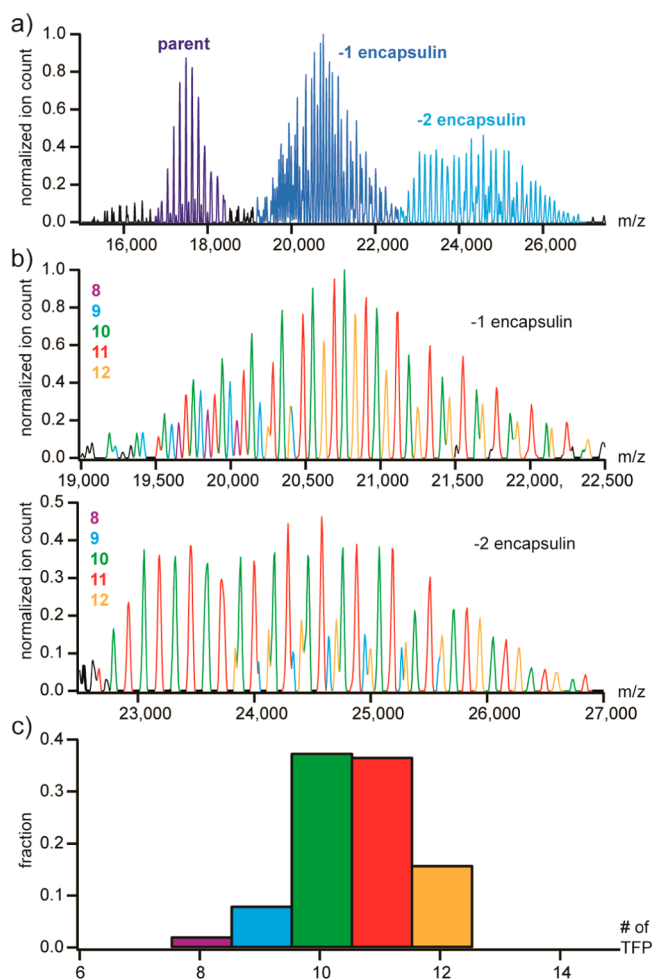 a)
normalized ion count
1.0
0.8
0.6
0.4
0.2
0.0
parent
-1 encapsulin
-2 encapsulin
16,000 18,000 20,000 22,000 24,000 26,000 m/z
b)
normalized ion count
1.0
0.8
0.6
0.4
0.2
0.0
8
9
10
11
12
-1 encapsulin
19,000 19,500 20,000 20,500 21,000 21,500 22,000 22,500 m/z
normalized ion count
0.5
0.4
0.3
0.2
0.1
0.0
8
9
10
11
12
-2 encapsulin
23,000 24,000 25,000 26,000 27,000 m/z
c)
fraction
0.4
0.3
0.2
0.1
0.0
6 8 10 12 14
# of
TFP